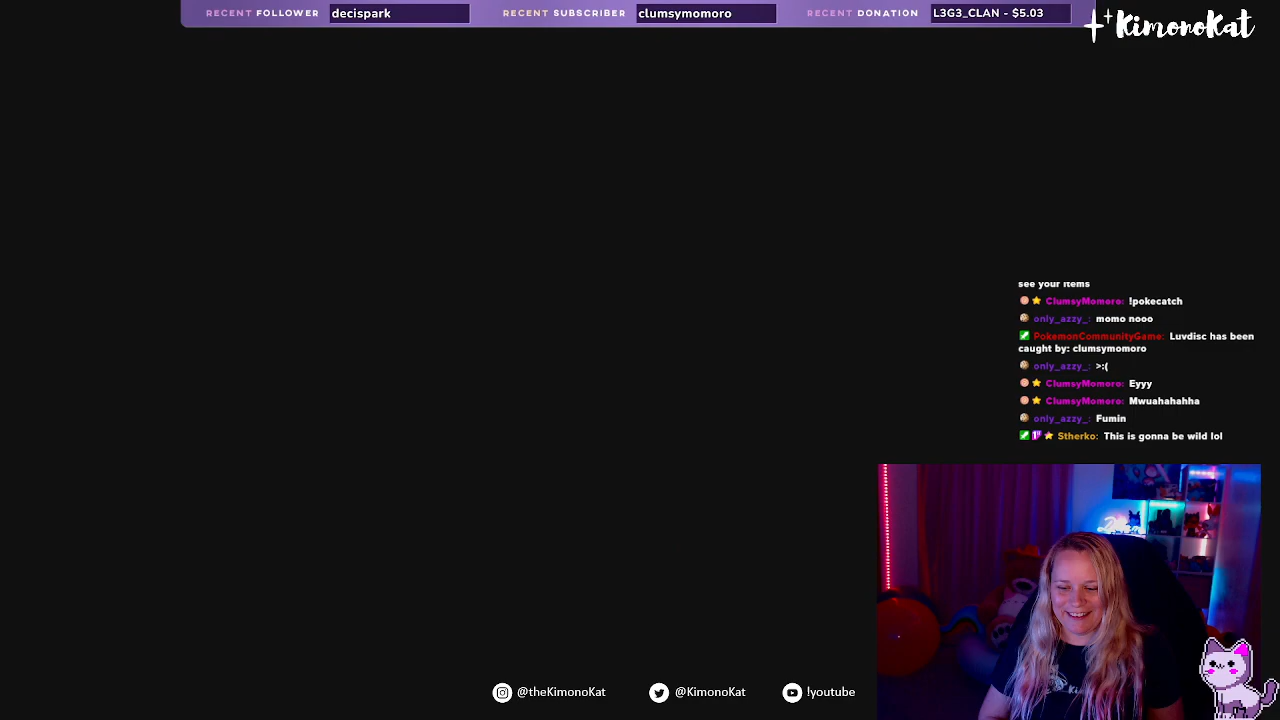 RECENT FOLLOWER decispark RECENT SUBSCRIBER clumsymomoro RECENT DONATION L3G3_CLAN - $5.03
KimonoKat
see your items
ClumsyMomoro: !pokecatch
only_azzy_: momo nooo
PokemonCommunityGame: Luvdisc has been
caught by: clumsymomoro
only_azzy_: >:(
ClumsyMomoro: Eyyy
ClumsyMomoro: Mwuahahahha
only_azzy_: Fumin
Stherko: This is gonna be wild lol
@theKimonoKat @KimonoKat !youtube